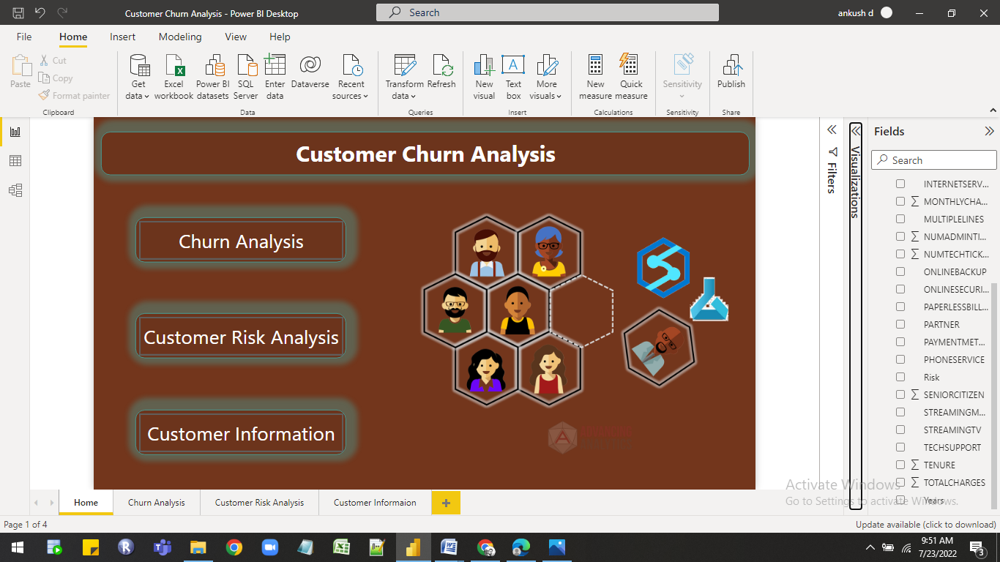 Customer Churn Analysis - Power BI Desktop
Search
ankush d
File Home Insert Modeling View Help
Paste
Cut
Copy
Format painter
Clipboard
Get data
Excel workbook
Power BI datasets
SQL Server
Enter data
Dataverse
Recent sources
Data
Transform data
Refresh
Queries
New visual
Text box
More visuals
Insert
New measure
Quick measure
Calculations
Sensitivity
Sensitivity
Publish
Share
Customer Churn Analysis
Churn Analysis
Customer Risk Analysis
Customer Information
Filters
Visualizations
Fields
Search
INTERNETSERV...
MONTHLYCHA...
MULTIPLELINES
NUMADMINTI...
NUMTECHTICK...
ONLINEBACKUP
ONLINESECURI...
PAPERLESSBILL...
PARTNER
PAYMENTMET...
PHONESERVICE
Risk
SENIORCITIZEN
STREAMINGM...
STREAMINGTV
TECHSUPPORT
TENURE
TOTALCHARGES
Years
Activate Windows
Go to Settings to activate Windows.
Home Churn Analysis Customer Risk Analysis Customer Informaion
Page 1 of 4
Update available (click to download)
9:51 AM
7/23/2022
3